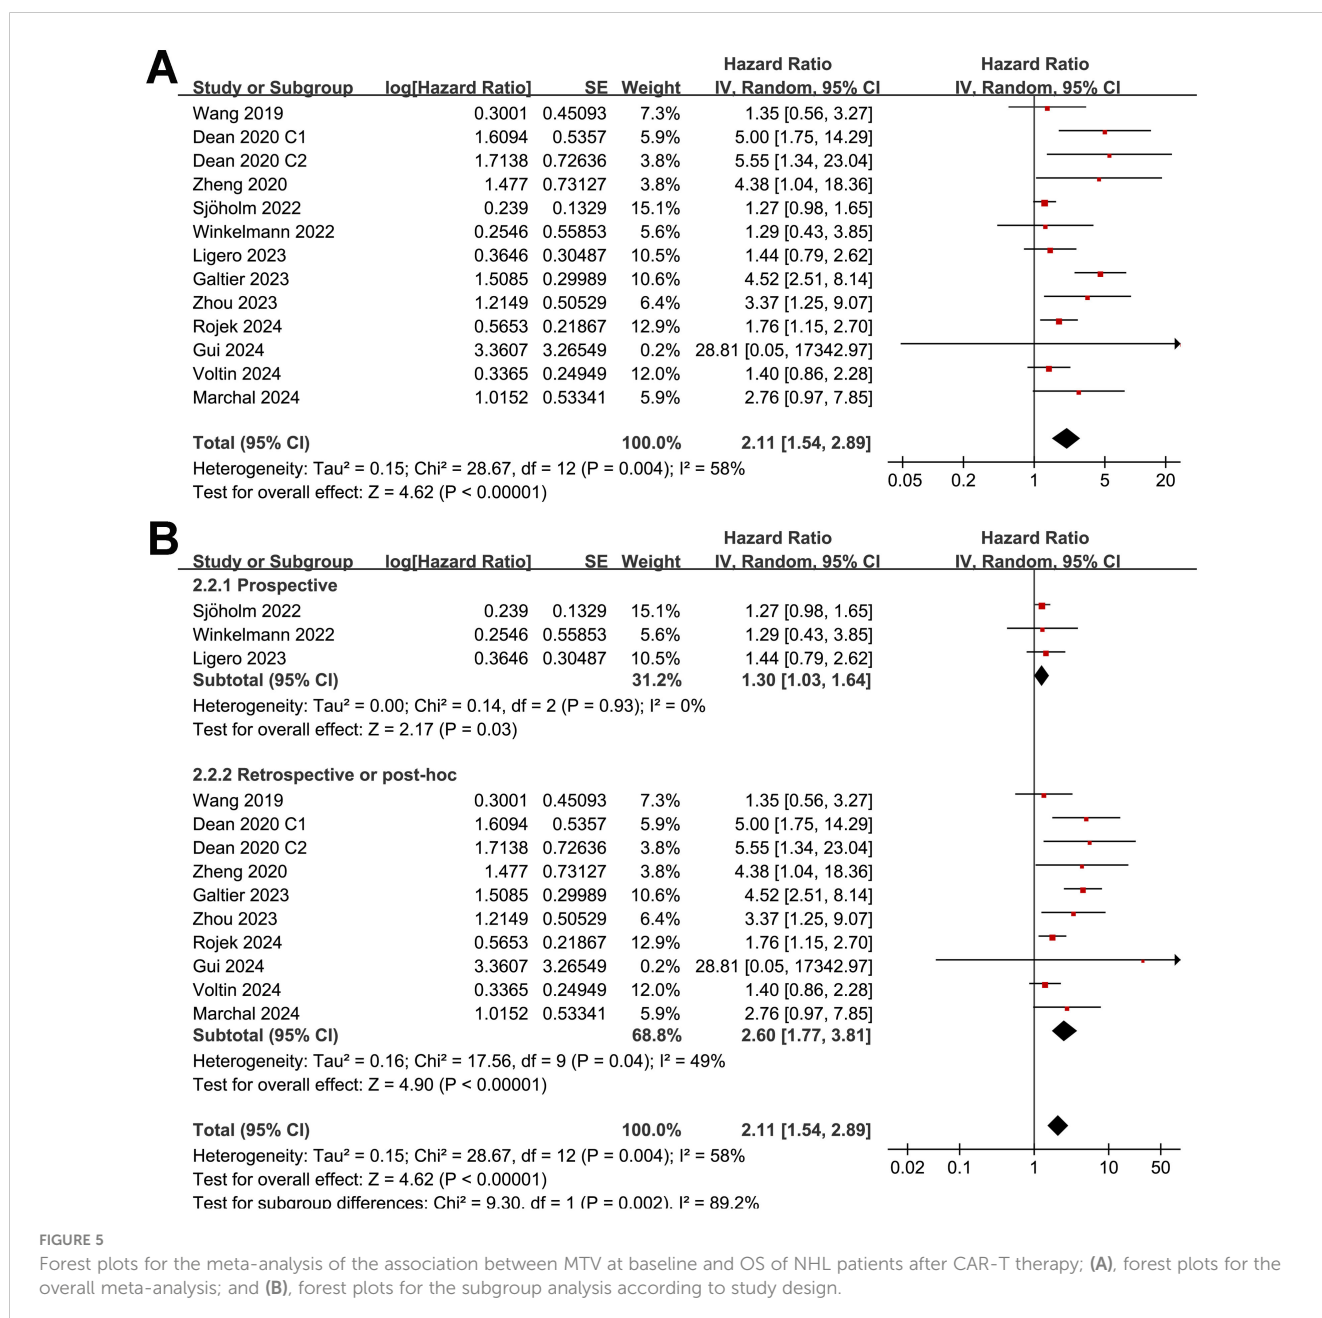 A
Hazard Ratio Hazard Ratio
Study or Subgroup log[Hazard Ratio] SE Weight IV, Random, 95% CI IV, Random, 95% CI
Wang 2019 0.3001 0.45093 7.3% 1.35 [0.56, 3.27]
Dean 2020 C1 1.6094 0.5357 5.9% 5.00 [1.75, 14.29]
Dean 2020 C2 1.7138 0.72636 3.8% 5.55 [1.34, 23.04]
Zheng 2020 1.477 0.73127 3.8% 4.38 [1.04, 18.36]
Sjöholm 2022 0.239 0.1329 15.1% 1.27 [0.98, 1.65]
Winkelmann 2022 0.2546 0.55853 5.6% 1.29 [0.43, 3.85]
Ligero 2023 0.3646 0.30487 10.5% 1.44 [0.79, 2.62]
Galtier 2023 1.5085 0.29989 10.6% 4.52 [2.51, 8.14]
Zhou 2023 1.2149 0.50529 6.4% 3.37 [1.25, 9.07]
Rojek 2024 0.5653 0.21867 12.9% 1.76 [1.15, 2.70]
Gui 2024 3.3607 3.26549 0.2% 28.81 [0.05, 17342.97]
Voltin 2024 0.3365 0.24949 12.0% 1.40 [0.86, 2.28]
Marchal 2024 1.0152 0.53341 5.9% 2.76 [0.97, 7.85]
Total (95% CI) 100.0% 2.11 [1.54, 2.89]
Heterogeneity: Tau² = 0.15; Chi² = 28.67, df = 12 (P = 0.004); I² = 58%
Test for overall effect: Z = 4.62 (P < 0.00001)
0.05 0.2 1 5 20
B
Hazard Ratio Hazard Ratio
Study or Subgroup log[Hazard Ratio] SE Weight IV, Random, 95% CI IV, Random, 95% CI
2.2.1 Prospective
Sjöholm 2022 0.239 0.1329 15.1% 1.27 [0.98, 1.65]
Winkelmann 2022 0.2546 0.55853 5.6% 1.29 [0.43, 3.85]
Ligero 2023 0.3646 0.30487 10.5% 1.44 [0.79, 2.62]
Subtotal (95% CI) 31.2% 1.30 [1.03, 1.64]
Heterogeneity: Tau² = 0.00; Chi² = 0.14, df = 2 (P = 0.93); I² = 0%
Test for overall effect: Z = 2.17 (P = 0.03)
2.2.2 Retrospective or post-hoc
Wang 2019 0.3001 0.45093 7.3% 1.35 [0.56, 3.27]
Dean 2020 C1 1.6094 0.5357 5.9% 5.00 [1.75, 14.29]
Dean 2020 C2 1.7138 0.72636 3.8% 5.55 [1.34, 23.04]
Zheng 2020 1.477 0.73127 3.8% 4.38 [1.04, 18.36]
Galtier 2023 1.5085 0.29989 10.6% 4.52 [2.51, 8.14]
Zhou 2023 1.2149 0.50529 6.4% 3.37 [1.25, 9.07]
Rojek 2024 0.5653 0.21867 12.9% 1.76 [1.15, 2.70]
Gui 2024 3.3607 3.26549 0.2% 28.81 [0.05, 17342.97]
Voltin 2024 0.3365 0.24949 12.0% 1.40 [0.86, 2.28]
Marchal 2024 1.0152 0.53341 5.9% 2.76 [0.97, 7.85]
Subtotal (95% CI) 68.8% 2.60 [1.77, 3.81]
Heterogeneity: Tau² = 0.16; Chi² = 17.56, df = 9 (P = 0.04); I² = 49%
Test for overall effect: Z = 4.90 (P < 0.00001)
Total (95% CI) 100.0% 2.11 [1.54, 2.89]
Heterogeneity: Tau² = 0.15; Chi² = 28.67, df = 12 (P = 0.004); I² = 58%
Test for overall effect: Z = 4.62 (P < 0.00001)
Test for subgroup differences: Chi² = 9.30, df = 1 (P = 0.002), I² = 89.2%
0.02 0.1 1 10 50
FIGURE 5
Forest plots for the meta-analysis of the association between MTV at baseline and OS of NHL patients after CAR-T therapy; (A), forest plots for the
overall meta-analysis; and (B), forest plots for the subgroup analysis according to study design.